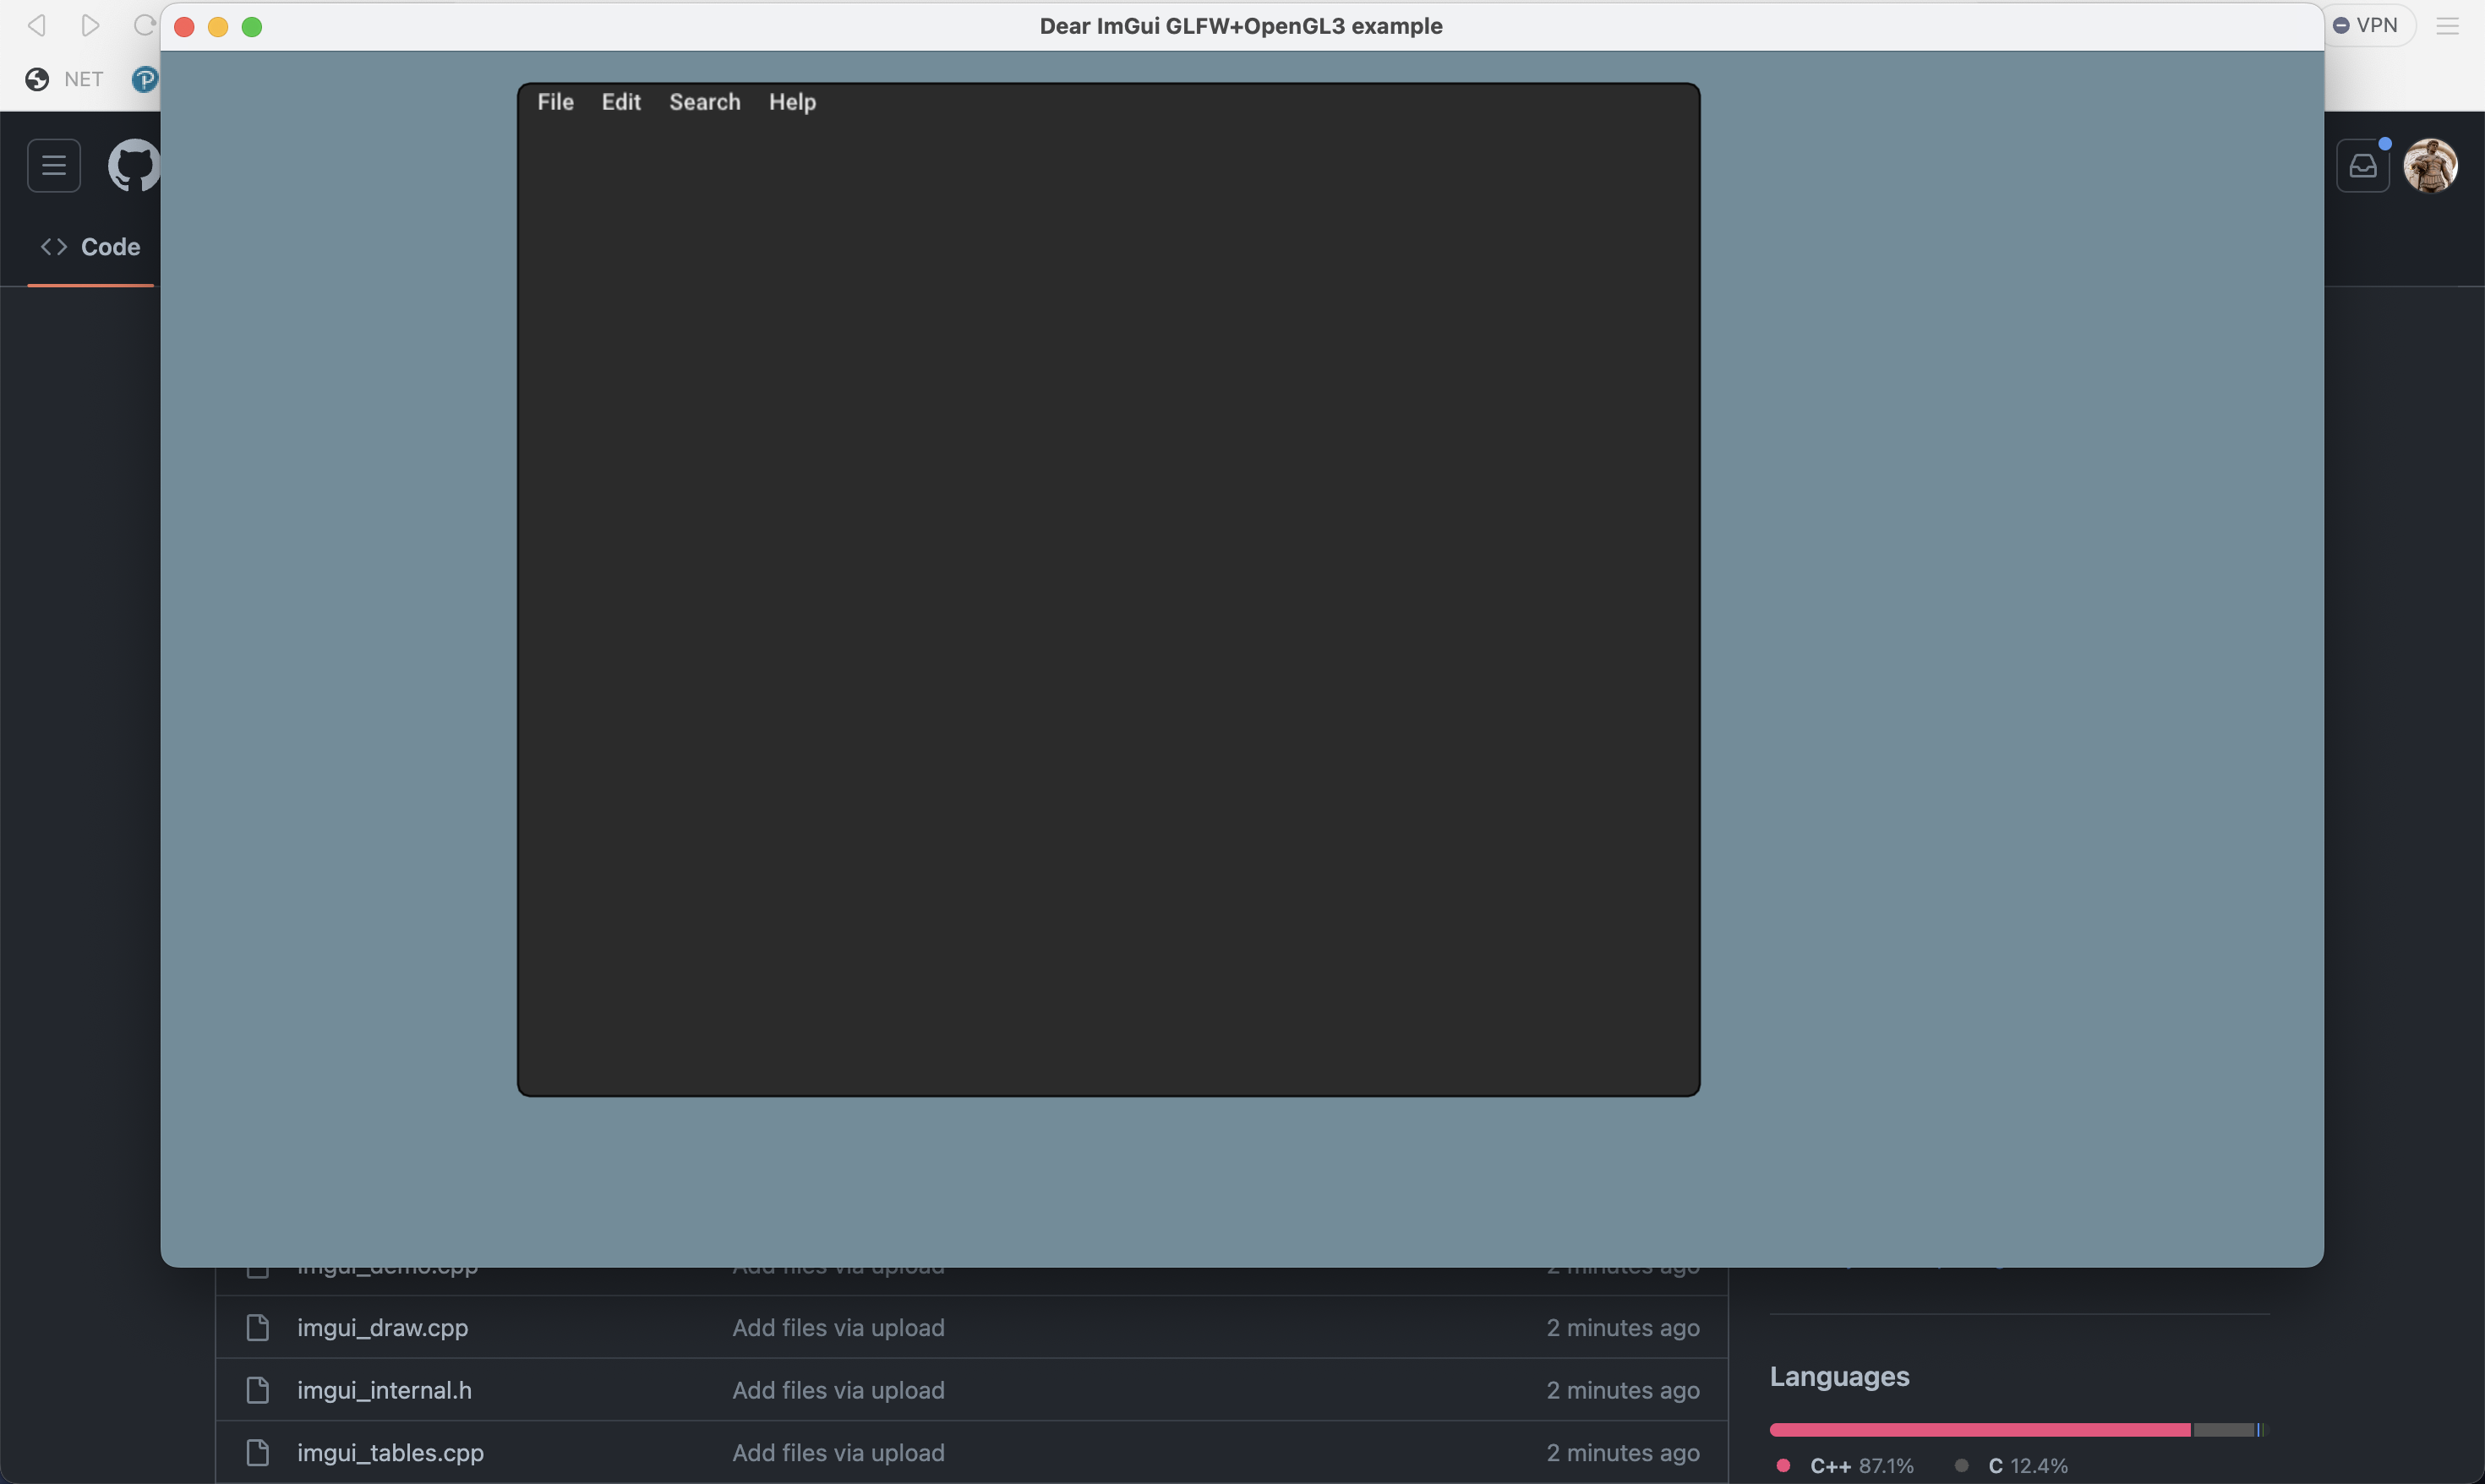 Dear ImGui GLFW+OpenGL3 example
VPN
NET
File Edit Search Help
Code
imgui_demo.cpp Add files via upload 2 minutes ago
imgui_draw.cpp Add files via upload 2 minutes ago
imgui_internal.h Add files via upload 2 minutes ago
imgui_tables.cpp Add files via upload 2 minutes ago
Languages
C++ 87.1% C 12.4%